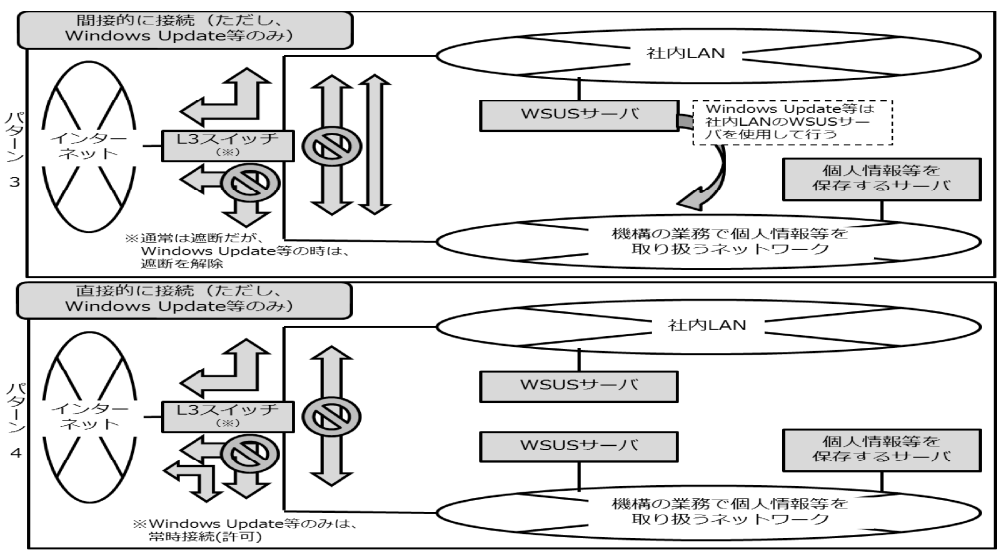 間接的に接続（ただし、
Windows Update等のみ）
パターン 3
インター
ネット
L3スイッチ
（※）
※通常は遮断だが、
Windows Update等の時は、
遮断を解除
社内LAN
WSUSサーバ
Windows Update等は
社内LANのWSUSサー
バを使用して行う
個人情報等を
保存するサーバ
機構の業務で個人情報等を
取り扱うネットワーク
直接的に接続（ただし、
Windows Update等のみ）
パターン 4
インター
ネット
L3スイッチ
（※）
※Windows Update等のみは、
常時接続(許可)
社内LAN
WSUSサーバ
WSUSサーバ
個人情報等を
保存するサーバ
機構の業務で個人情報等を
取り扱うネットワーク